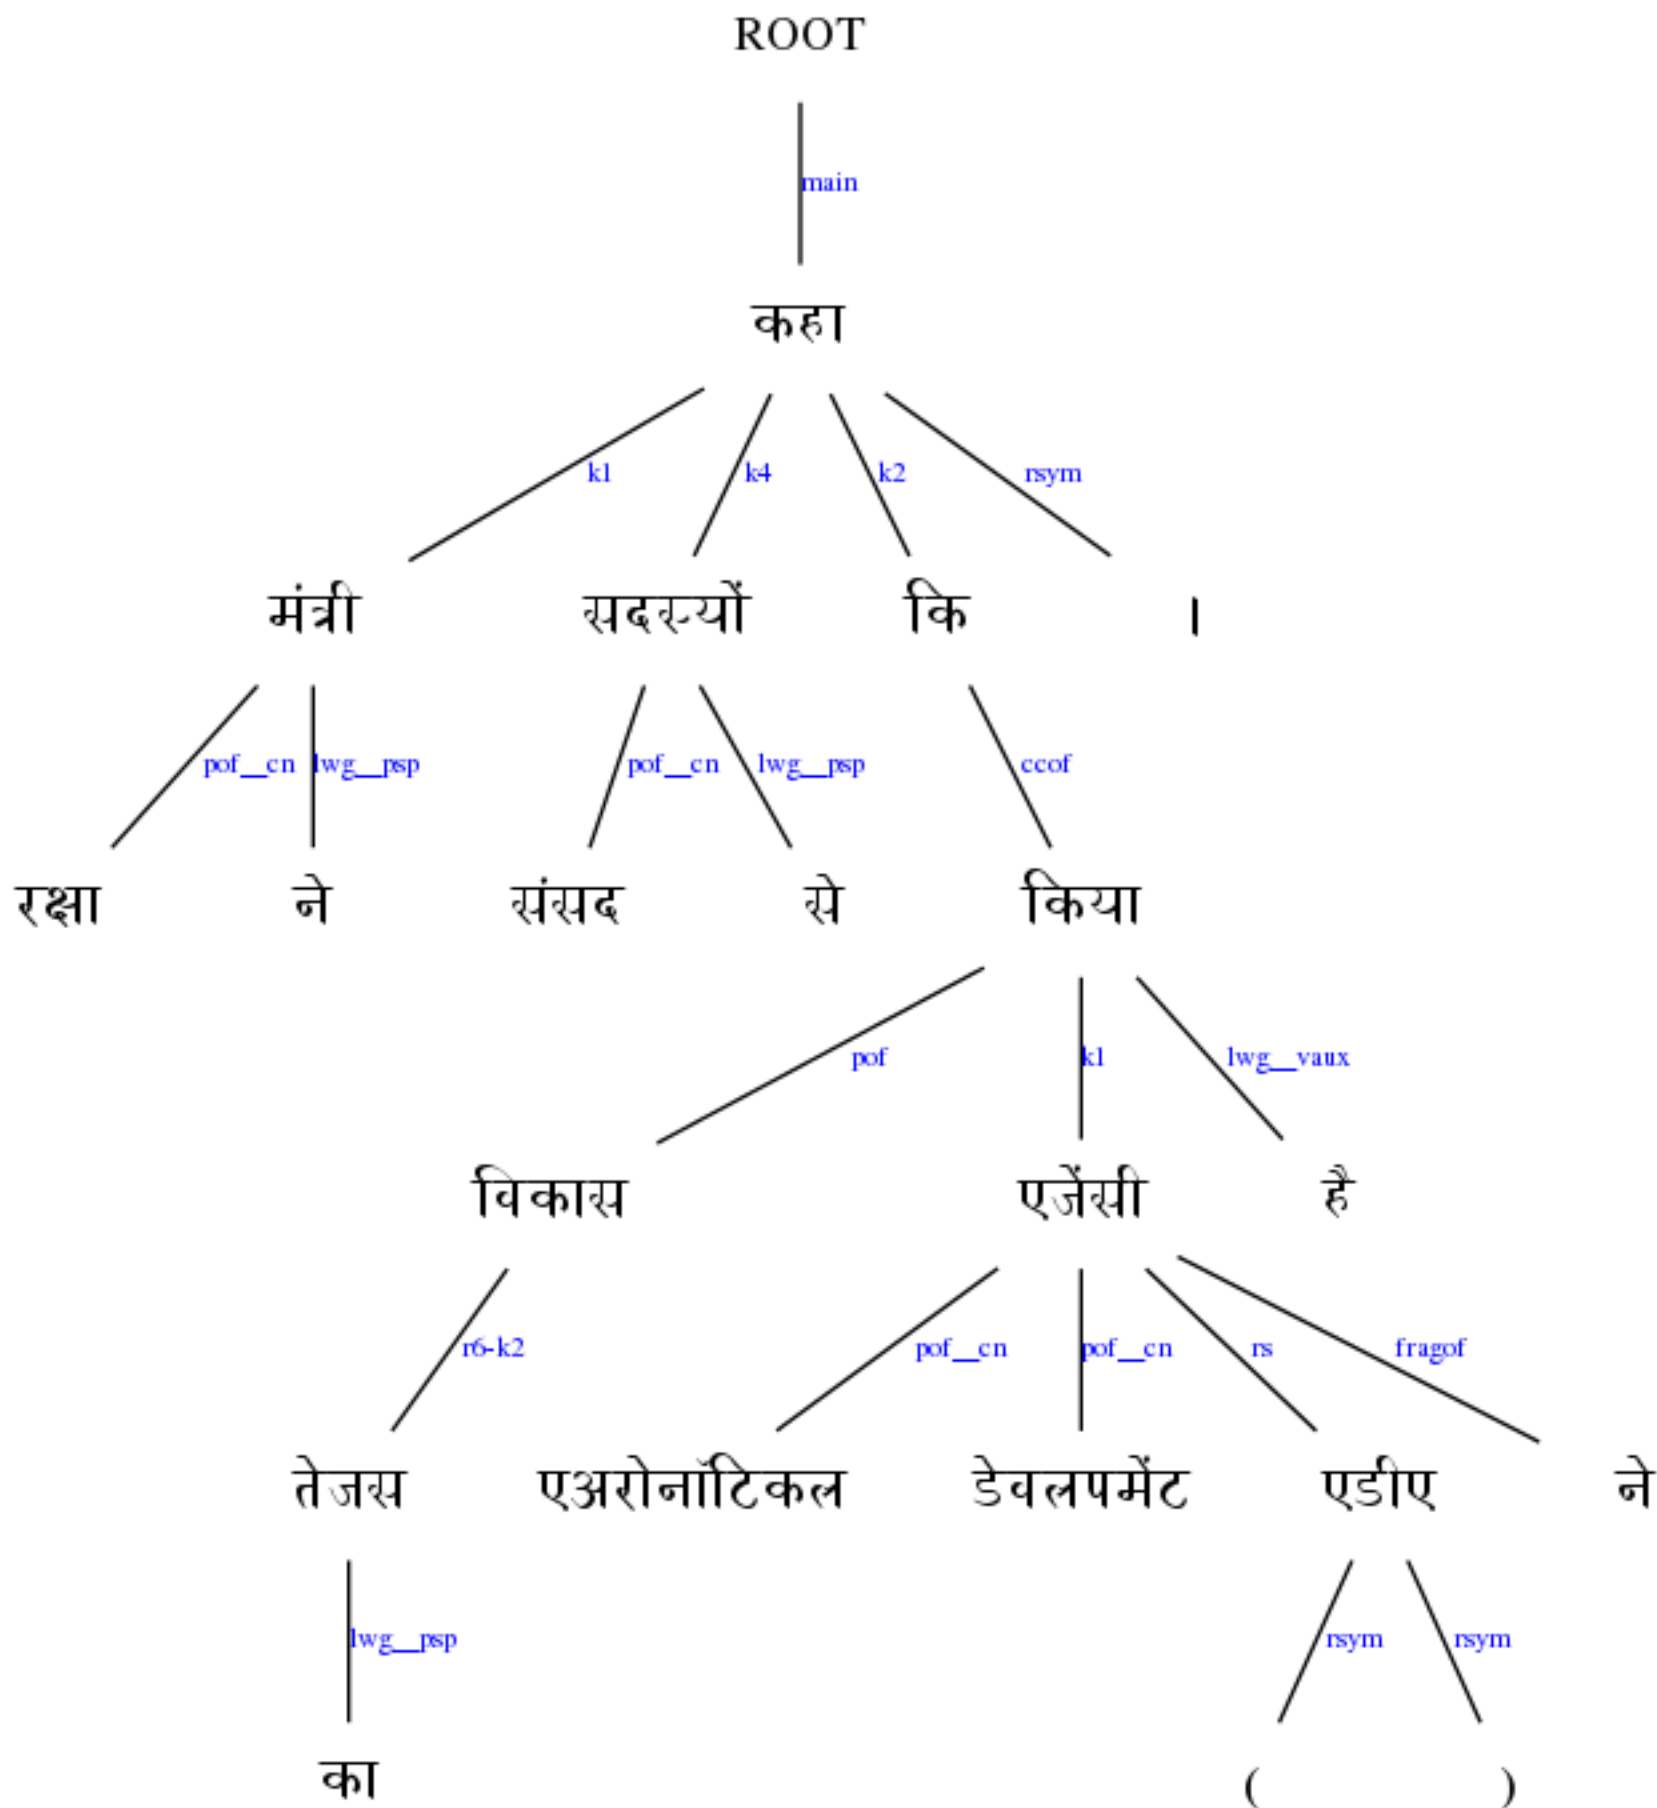 ROOT
main
कहा
k1 k4 k2 rsym
मंत्री सदस्यों कि ।
pof__cn lwg__psp pof__cn lwg__psp ccof
रक्षा ने संसद से किया
pof k1 lwg__vaux
विकास एजेंसी है
r6-k2 pof__cn pof__cn rs fragof
तेजस एअरोनॉटिकल डेवलपमेंट एडीए ने
lwg__psp rsym rsym
का ( )